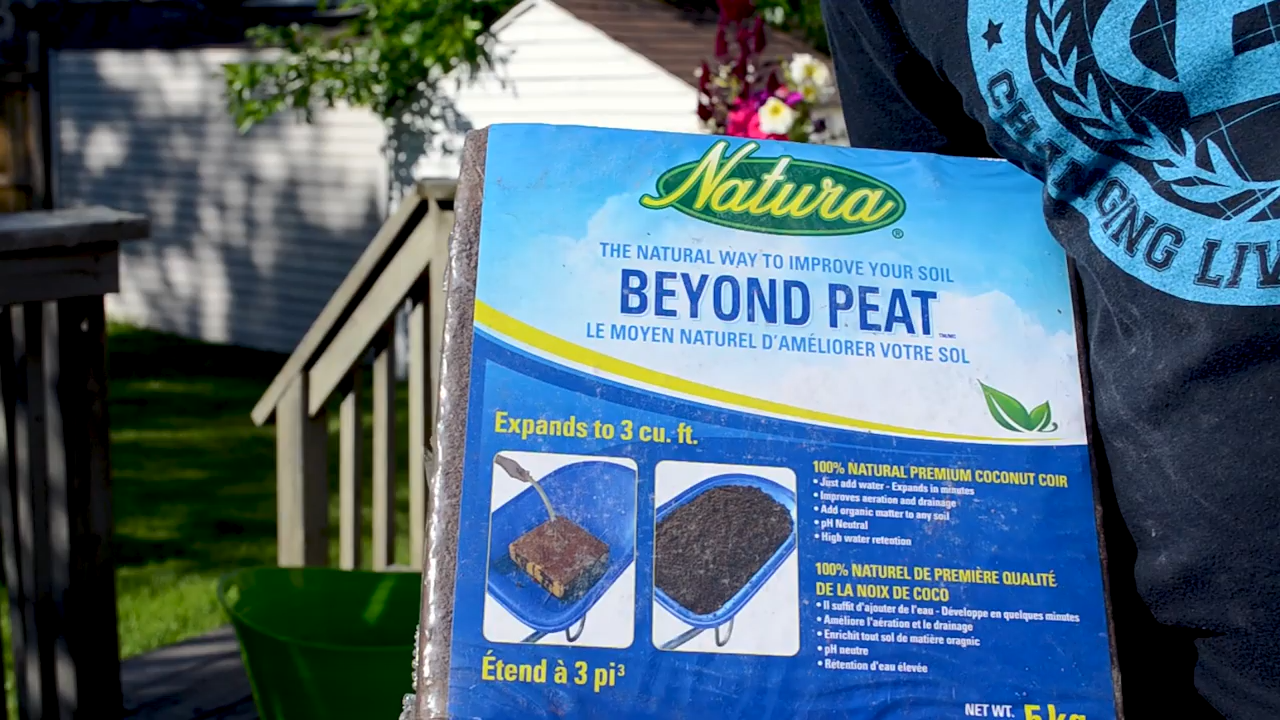 Natura®
THE NATURAL WAY TO IMPROVE YOUR SOIL
BEYOND PEAT
LE MOYEN NATUREL D'AMÉLIORER VOTRE SOL
Expands to 3 cu. ft.
100% NATURAL PREMIUM COCONUT COIR
• Just add water - Expands in minutes
• Improves aeration and drainage
• Add organic matter to any soil
• pH Neutral
• High water retention
100% NATUREL DE PREMIÈRE QUALITÉ
DE LA NOIX DE COCO
• Il suffit d'ajouter de l'eau - Développe en quelques minutes
• Améliore l'aération et le drainage
• Enrichit tout sol de matière oragnic
• pH neutre
• Rétention d'eau élevée
Étend à 3 pi³
NET WT. 5 kg